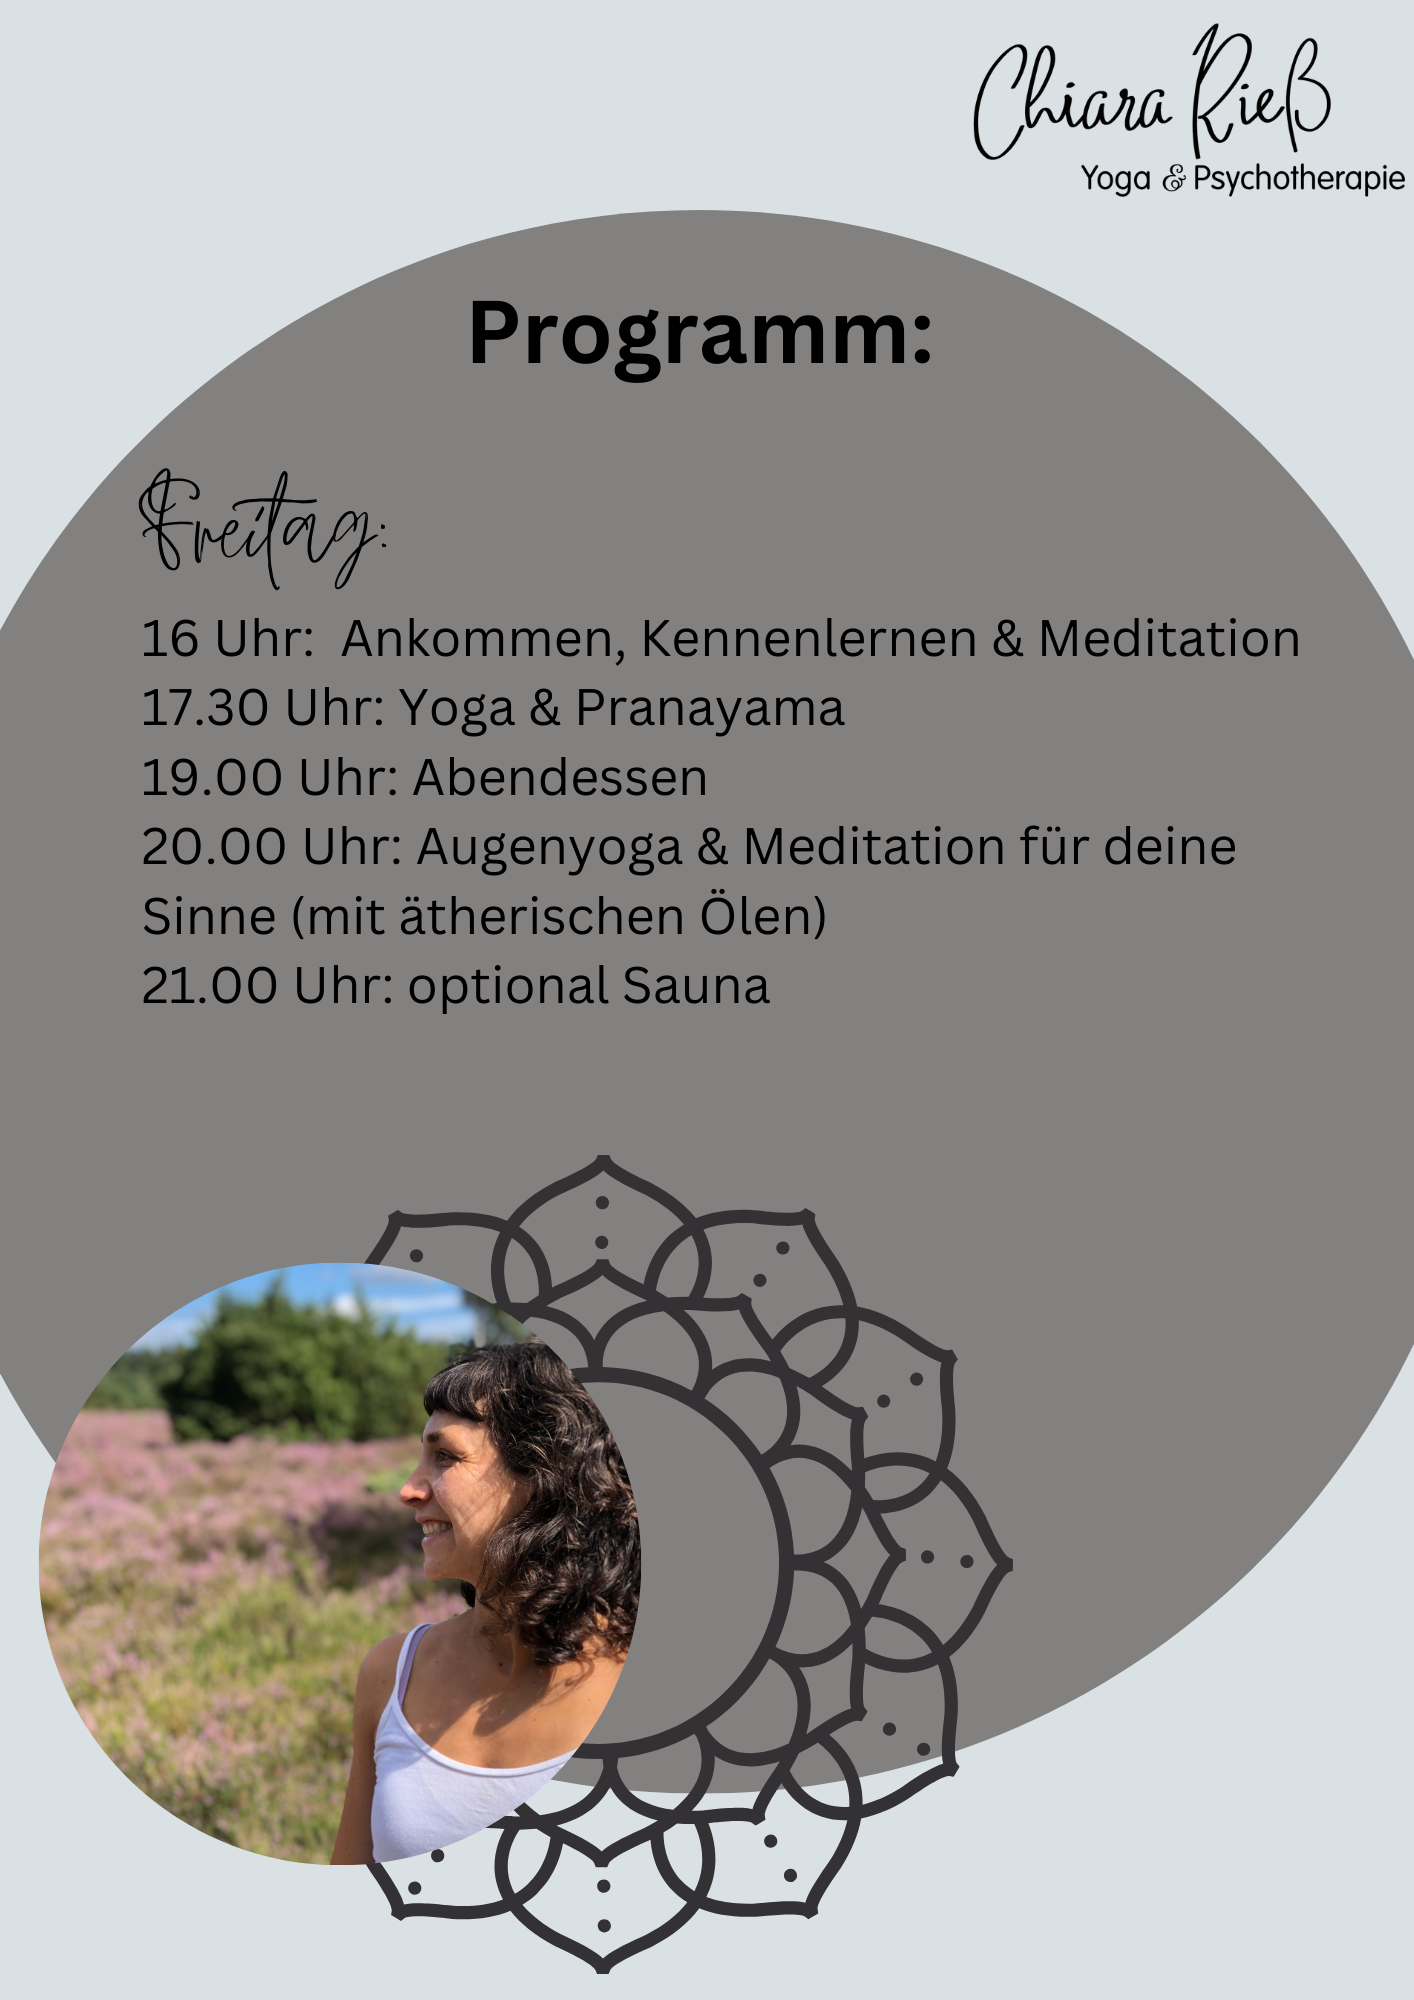 Chiara Rieß
Yoga & Psychotherapie
Programm:
Freitag:
16 Uhr:  Ankommen, Kennenlernen & Meditation
17.30 Uhr: Yoga & Pranayama
19.00 Uhr: Abendessen
20.00 Uhr: Augenyoga & Meditation für deine
Sinne (mit ätherischen Ölen)
21.00 Uhr: optional Sauna